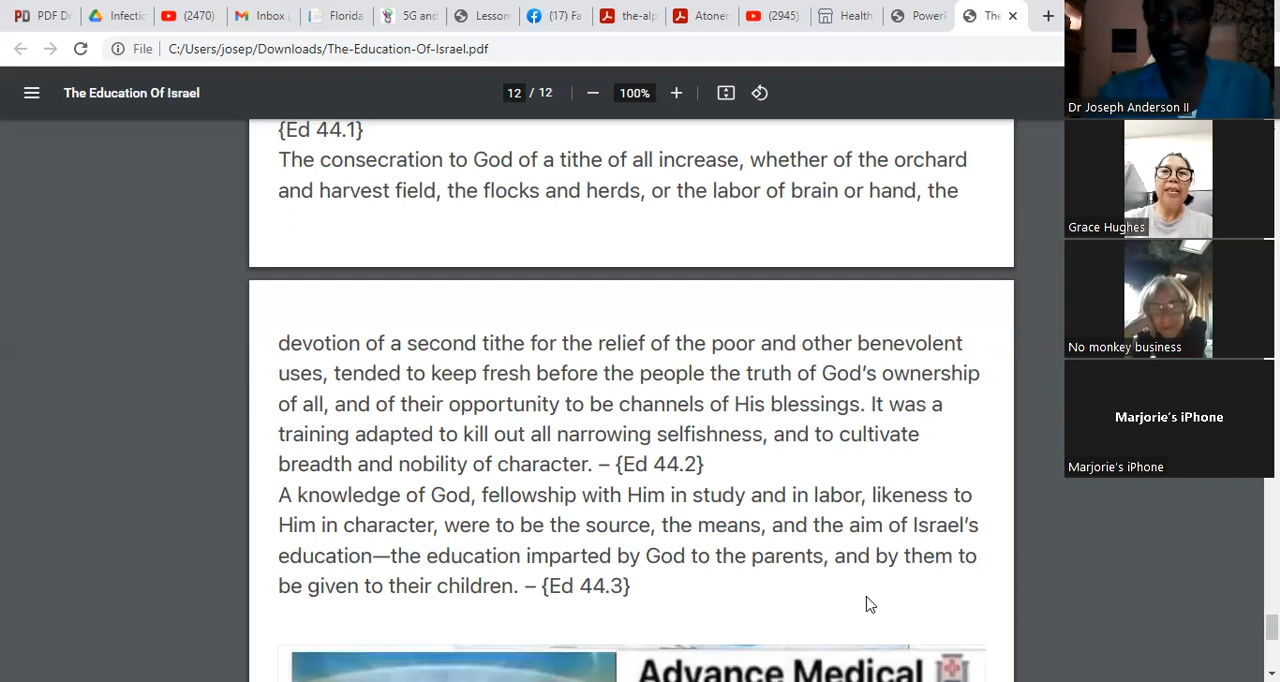 PDF Dr
Infectic
(2470)
Inbox
Florida
5G and
Lesson
(17) Fa
the-alp
Atoner
(2945)
Health
Power
The
File C:/Users/josep/Downloads/The-Education-Of-Israel.pdf
The Education Of Israel
12 / 12
100%
{Ed 44.1}
The consecration to God of a tithe of all increase, whether of the orchard
and harvest field, the flocks and herds, or the labor of brain or hand, the
devotion of a second tithe for the relief of the poor and other benevolent
uses, tended to keep fresh before the people the truth of God’s ownership
of all, and of their opportunity to be channels of His blessings. It was a
training adapted to kill out all narrowing selfishness, and to cultivate
breadth and nobility of character. – {Ed 44.2}
A knowledge of God, fellowship with Him in study and in labor, likeness to
Him in character, were to be the source, the means, and the aim of Israel’s
education—the education imparted by God to the parents, and by them to
be given to their children. – {Ed 44.3}
Advance Medical
Dr Joseph Anderson II
Grace Hughes
No monkey business
Marjorie’s iPhone
Marjorie’s iPhone